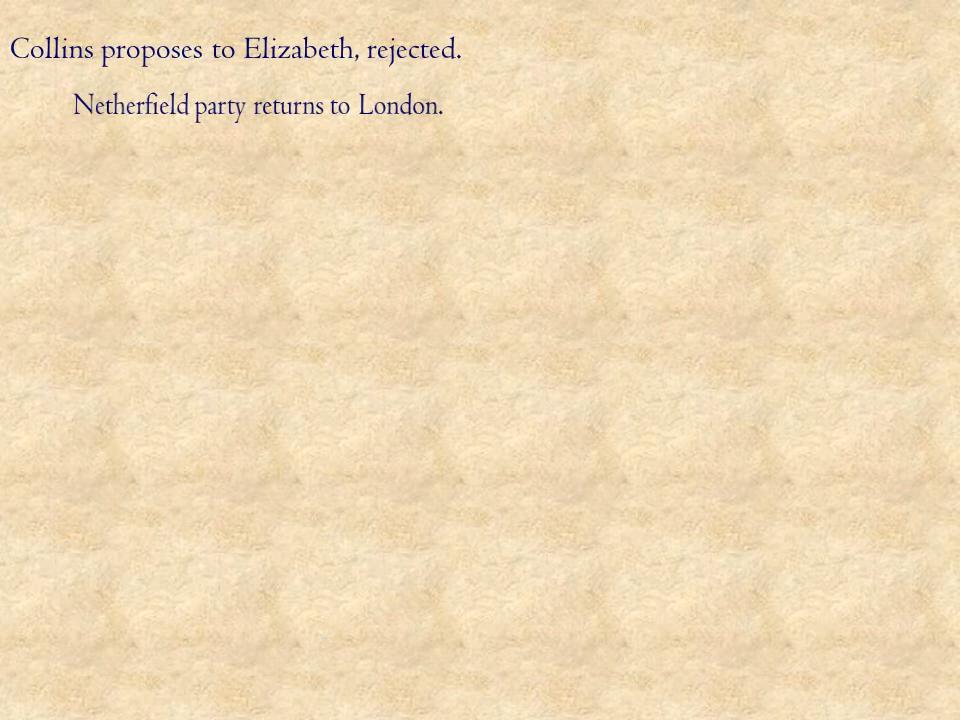 Collins proposes to Elizabeth, rejected.
Netherfield party returns to London.